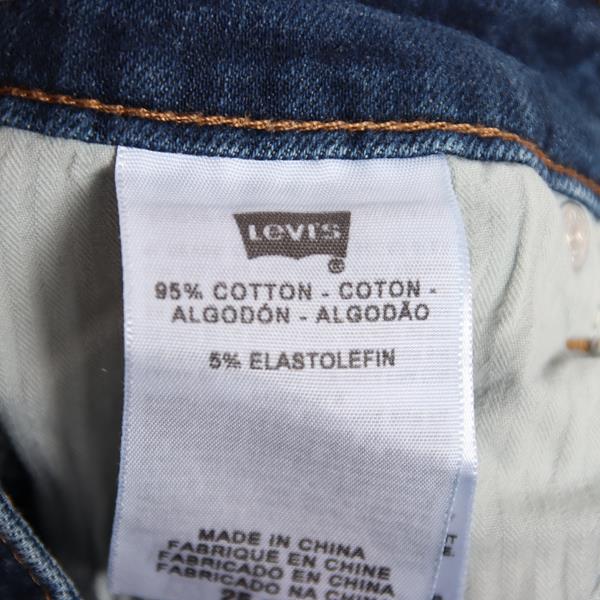 Levi's
®
95% COTTON - COTON -
ALGODÓN - ALGODÃO
5% ELASTOLEFIN
MADE IN CHINA
FABRIQUE EN CHINE
FABRICADO EN CHINA
FABRICADO NA CHINA